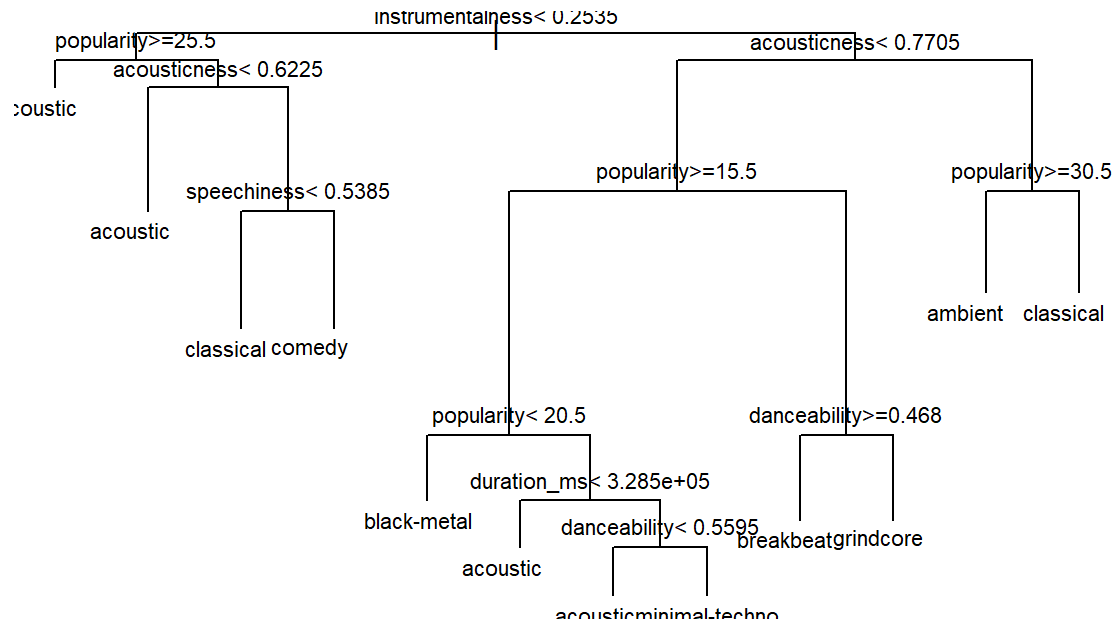 instrumentalness< 0.2535
popularity>=25.5
acousticness< 0.7705
acousticness< 0.6225
coustic
popularity>=15.5
popularity>=30.5
speechiness< 0.5385
acoustic
ambient
classical
classical
comedy
popularity< 20.5
danceability>=0.468
duration_ms< 3.285e+05
black-metal
danceability< 0.5595
breakbeat
grindcore
acoustic
acoustic
minimal-techno